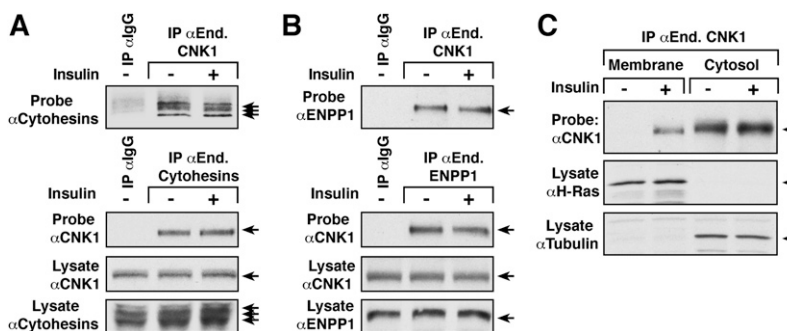 A
IP αIgG
IP αEnd.
CNK1
Insulin - +
Probe
αCytohesins
IP αIgG
IP αEnd.
Cytohesins
Insulin - +
Probe
αCNK1
Lysate
αCNK1
Lysate
αCytohesins
B
IP αIgG
IP αEnd.
CNK1
Insulin - - +
Probe
αENPP1
IP αIgG
IP αEnd.
ENPP1
Insulin - - +
Probe
αCNK1
Lysate
αCNK1
Lysate
αENPP1
C
IP αEnd. CNK1
Membrane Cytosol
Insulin - + - +
Probe:
αCNK1
Lysate
αH-Ras
Lysate
αTubulin